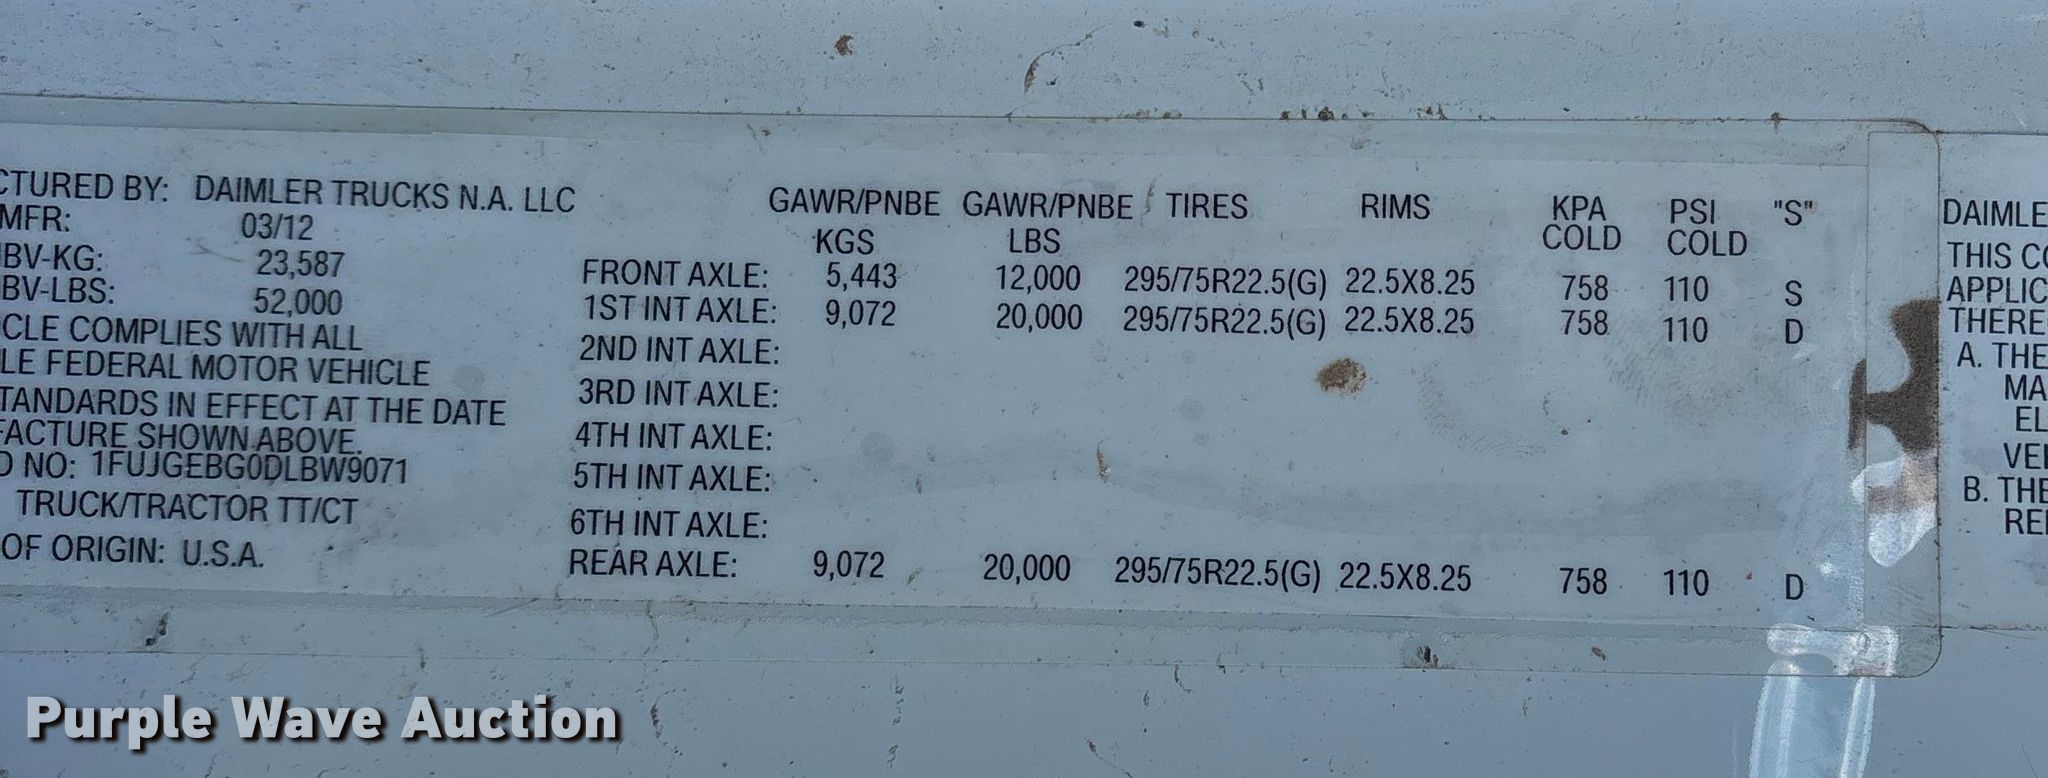 CTURED BY: DAIMLER TRUCKS N.A. LLC
MFR: 03/12
BV-KG: 23,587
BV-LBS: 52,000
CLE COMPLIES WITH ALL
LE FEDERAL MOTOR VEHICLE
TANDARDS IN EFFECT AT THE DATE
FACTURE SHOWN ABOVE.
D NO: 1FUJGEBG0DLBW9071
TRUCK/TRACTOR TT/CT
OF ORIGIN: U.S.A.
GAWR/PNBE GAWR/PNBE TIRES RIMS KPA PSI "S"
KGS LBS COLD COLD
FRONT AXLE: 5,443 12,000 295/75R22.5(G) 22.5X8.25 758 110 S
1ST INT AXLE: 9,072 20,000 295/75R22.5(G) 22.5X8.25 758 110 D
2ND INT AXLE:
3RD INT AXLE:
4TH INT AXLE:
5TH INT AXLE:
6TH INT AXLE:
REAR AXLE: 9,072 20,000 295/75R22.5(G) 22.5X8.25 758 110 D
DAIMLE
THIS CO
APPLIC
THERE
A. THE
MA
EL
VE
B. THE
RE
Purple Wave Auction